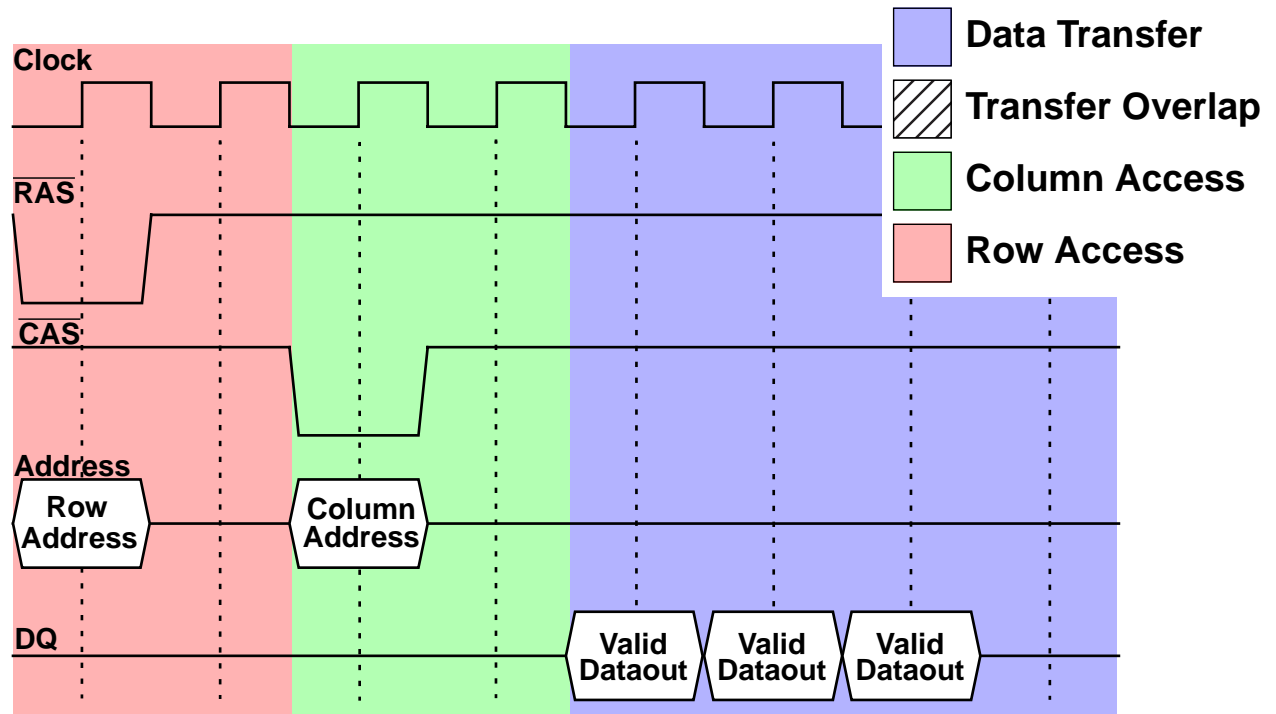 Data Transfer
Clock
Transfer Overlap
Column Access
RAS
Row Access
CAS
Address
Row
Address
Column
Address
DQ
Valid
Dataout
Valid
Dataout
Valid
Dataout